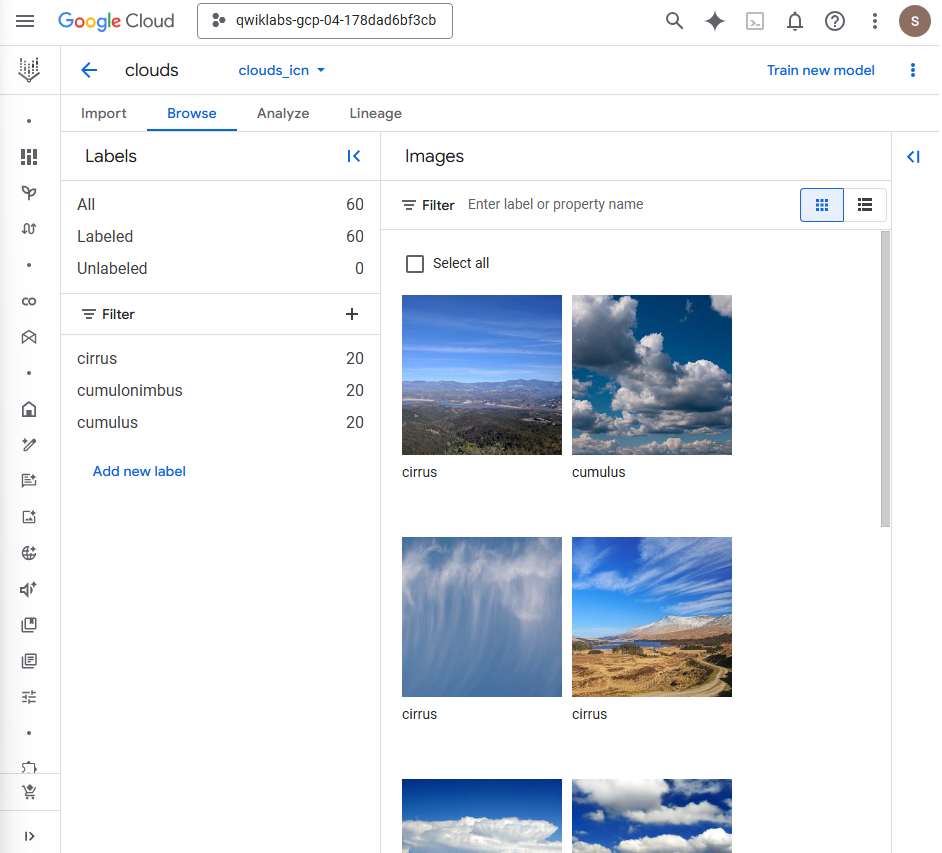 Google Cloud
qwiklabs-gcp-04-178dad6bf3cb
S
clouds
clouds_icn
Train new model
Import
Browse
Analyze
Lineage
Labels
All 60
Labeled 60
Unlabeled 0
Filter
cirrus 20
cumulonimbus 20
cumulus 20
Add new label
Images
Filter Enter label or property name
Select all
cirrus
cumulus
cirrus
cirrus